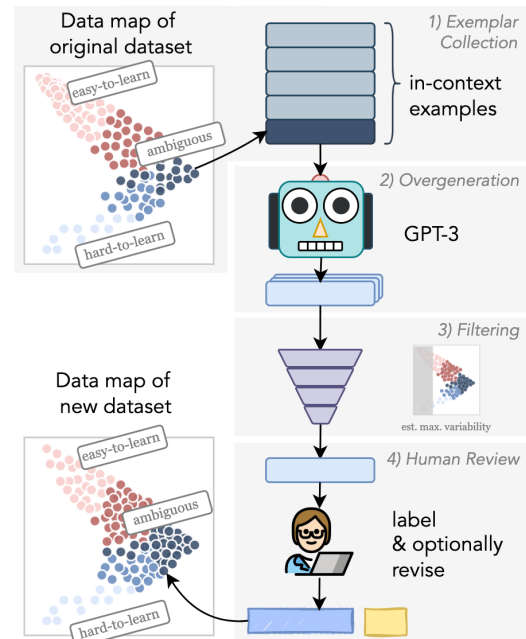 Data map of
original dataset
easy-to-learn
ambiguous
hard-to-learn
1) Exemplar
Collection
in-context
examples
2) Overgeneration
GPT-3
3) Filtering
est. max. variability
Data map of
new dataset
easy-to-learn
ambiguous
hard-to-learn
4) Human Review
label
& optionally
revise